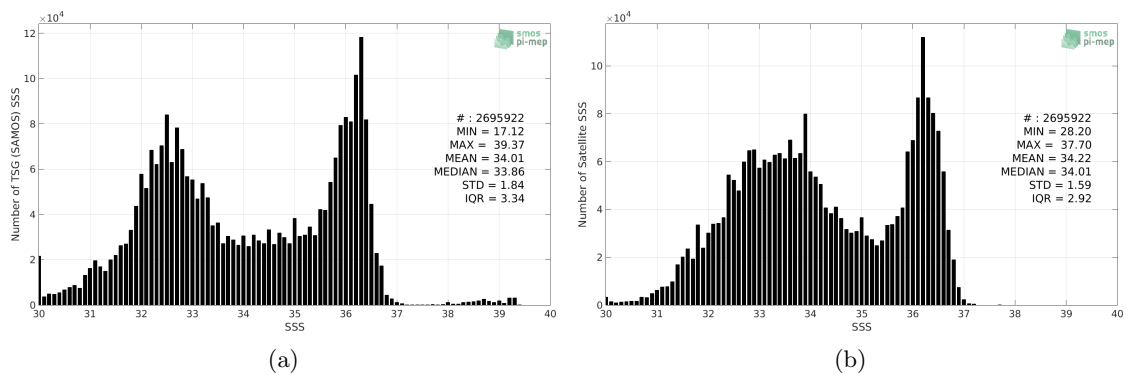 ×10⁴
12
10
8
6
4
2
0
Number of TSG (SAMOS) SSS
30 31 32 33 34 35 36 37 38 39 40
SSS
smos
pi-mep
# : 2695922
MIN = 17.12
MAX = 39.37
MEAN = 34.01
MEDIAN = 33.86
STD = 1.84
IQR = 3.34
(a)
×10⁴
10
8
6
4
2
0
Number of Satellite SSS
30 31 32 33 34 35 36 37 38 39 40
SSS
smos
pi-mep
# : 2695922
MIN = 28.20
MAX = 37.70
MEAN = 34.22
MEDIAN = 34.01
STD = 1.59
IQR = 2.92
(b)